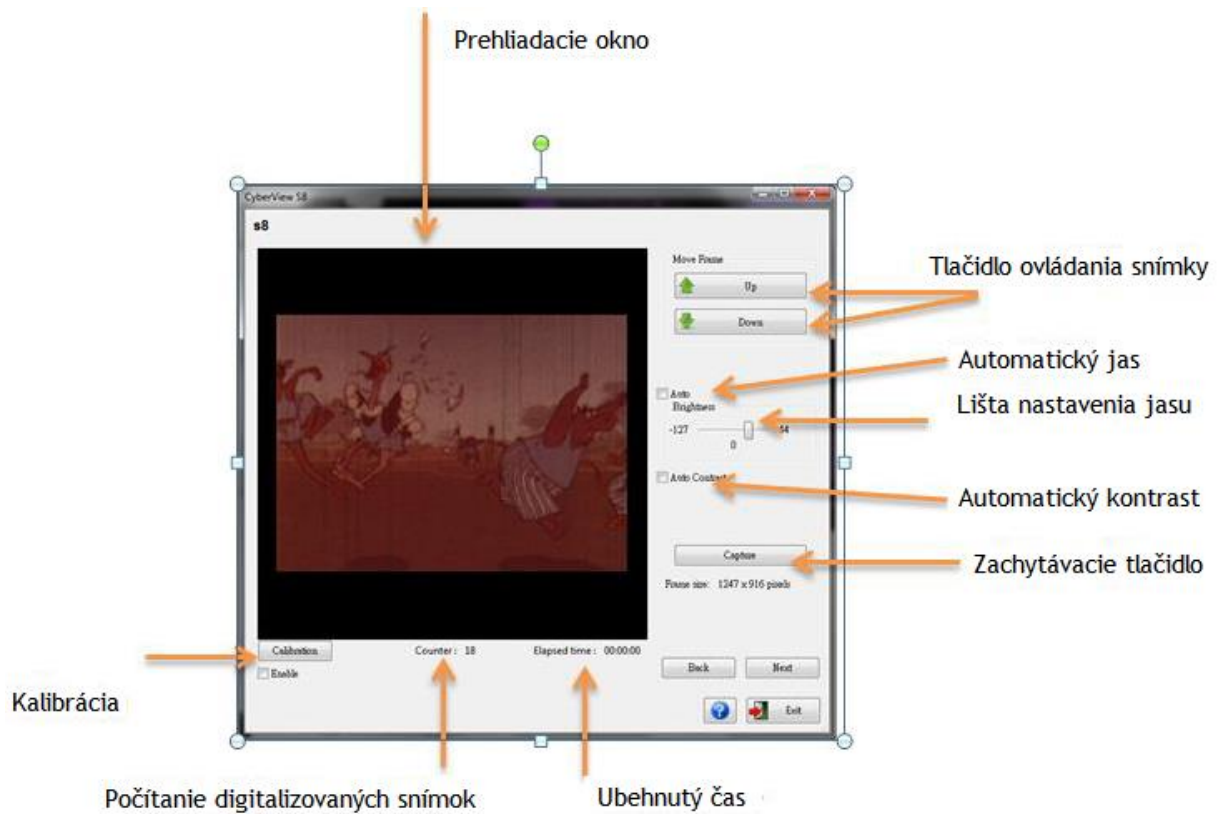 Prehliadacie okno
CyberView S8
s8
Move Frame
Up
Down
Tlačidlo ovládania snímky
Auto
Brightness
Automatický jas
Lišta nastavenia jasu
-127
0
Auto Contrast
Automatický kontrast
Capture
Zachytávacie tlačidlo
Frame size: 1247 x 916 pixels
Calibration
Counter : 18
Elapsed time : 00:00:00
Enable
Back
Next
Kalibrácia
Exit
Počítanie digitalizovaných snímok
Ubehnutý čas